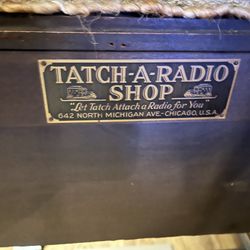 TATCH-A-RADIO
SHOP
"Let Tatch Attach a Radio for You"
642 NORTH MICHIGAN AVE.-CHICAGO, U.S.A.